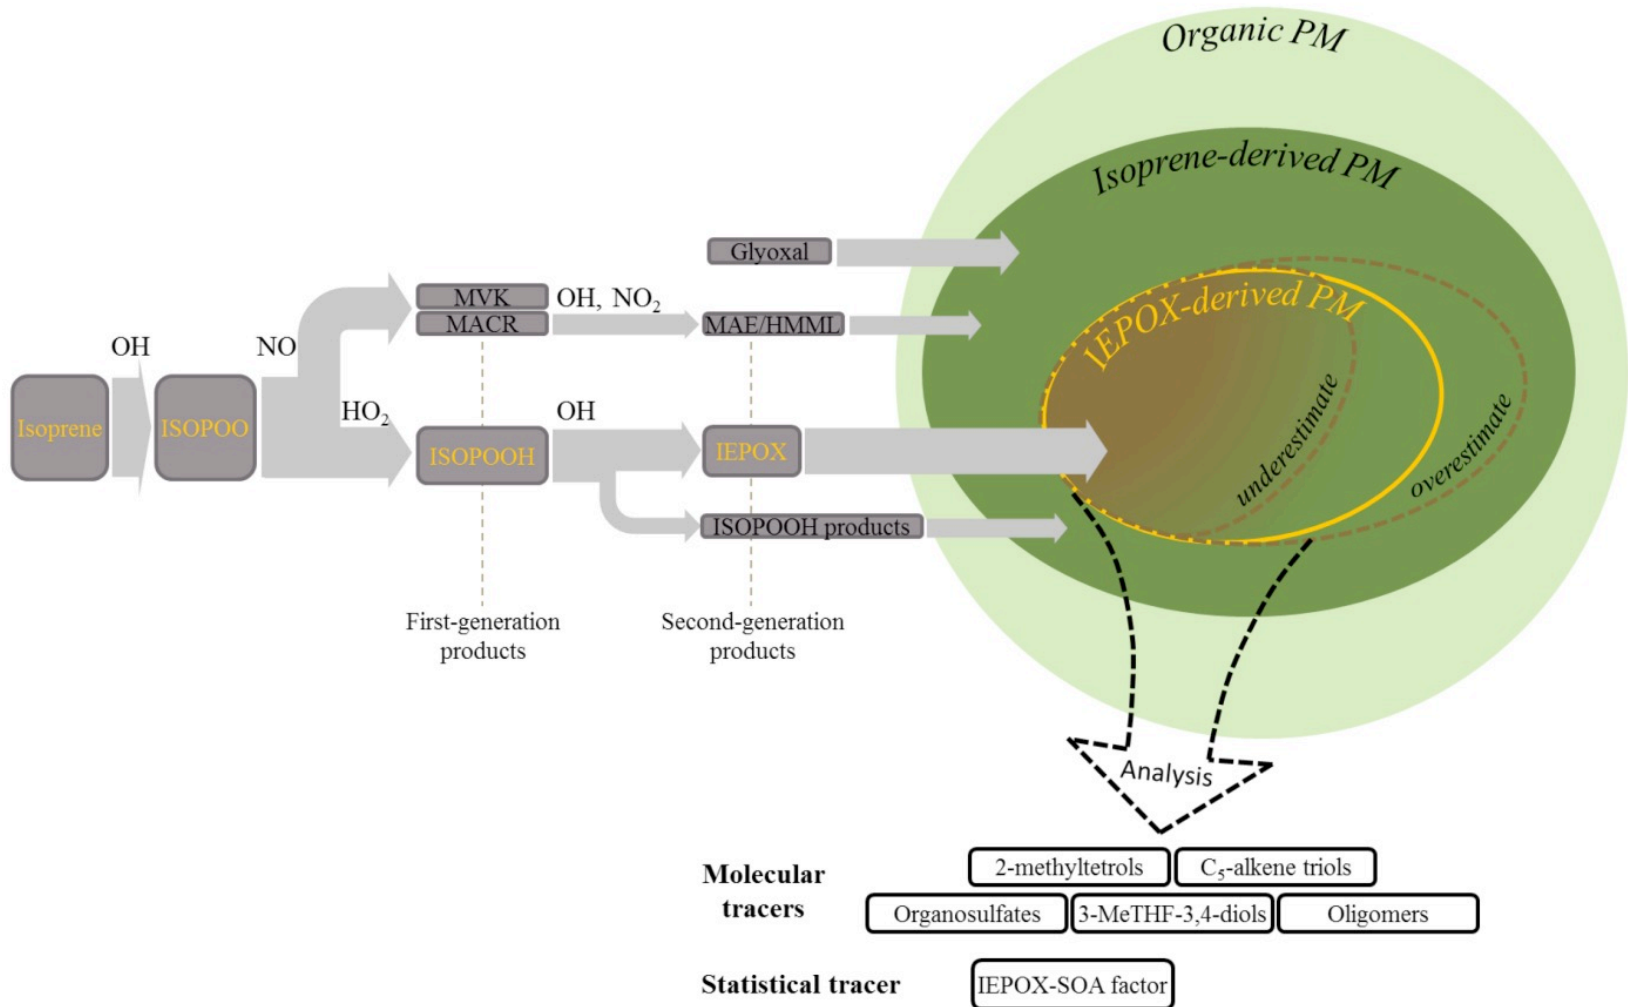 Organic PM
Isoprene-derived PM
Glyoxal
IEPOX-derived PM
MVK
OH, NO₂
MACR
MAE/HMML
OH
NO
underestimate
overestimate
HO₂
OH
Isoprene
ISOPOO
ISOPOOH
IEPOX
ISOPOOH products
First-generation
products
Second-generation
products
Analysis
Molecular
tracers
2-methyltetrols
C₅-alkene triols
Organosulfates
3-MeTHF-3,4-diols
Oligomers
Statistical tracer
IEPOX-SOA factor